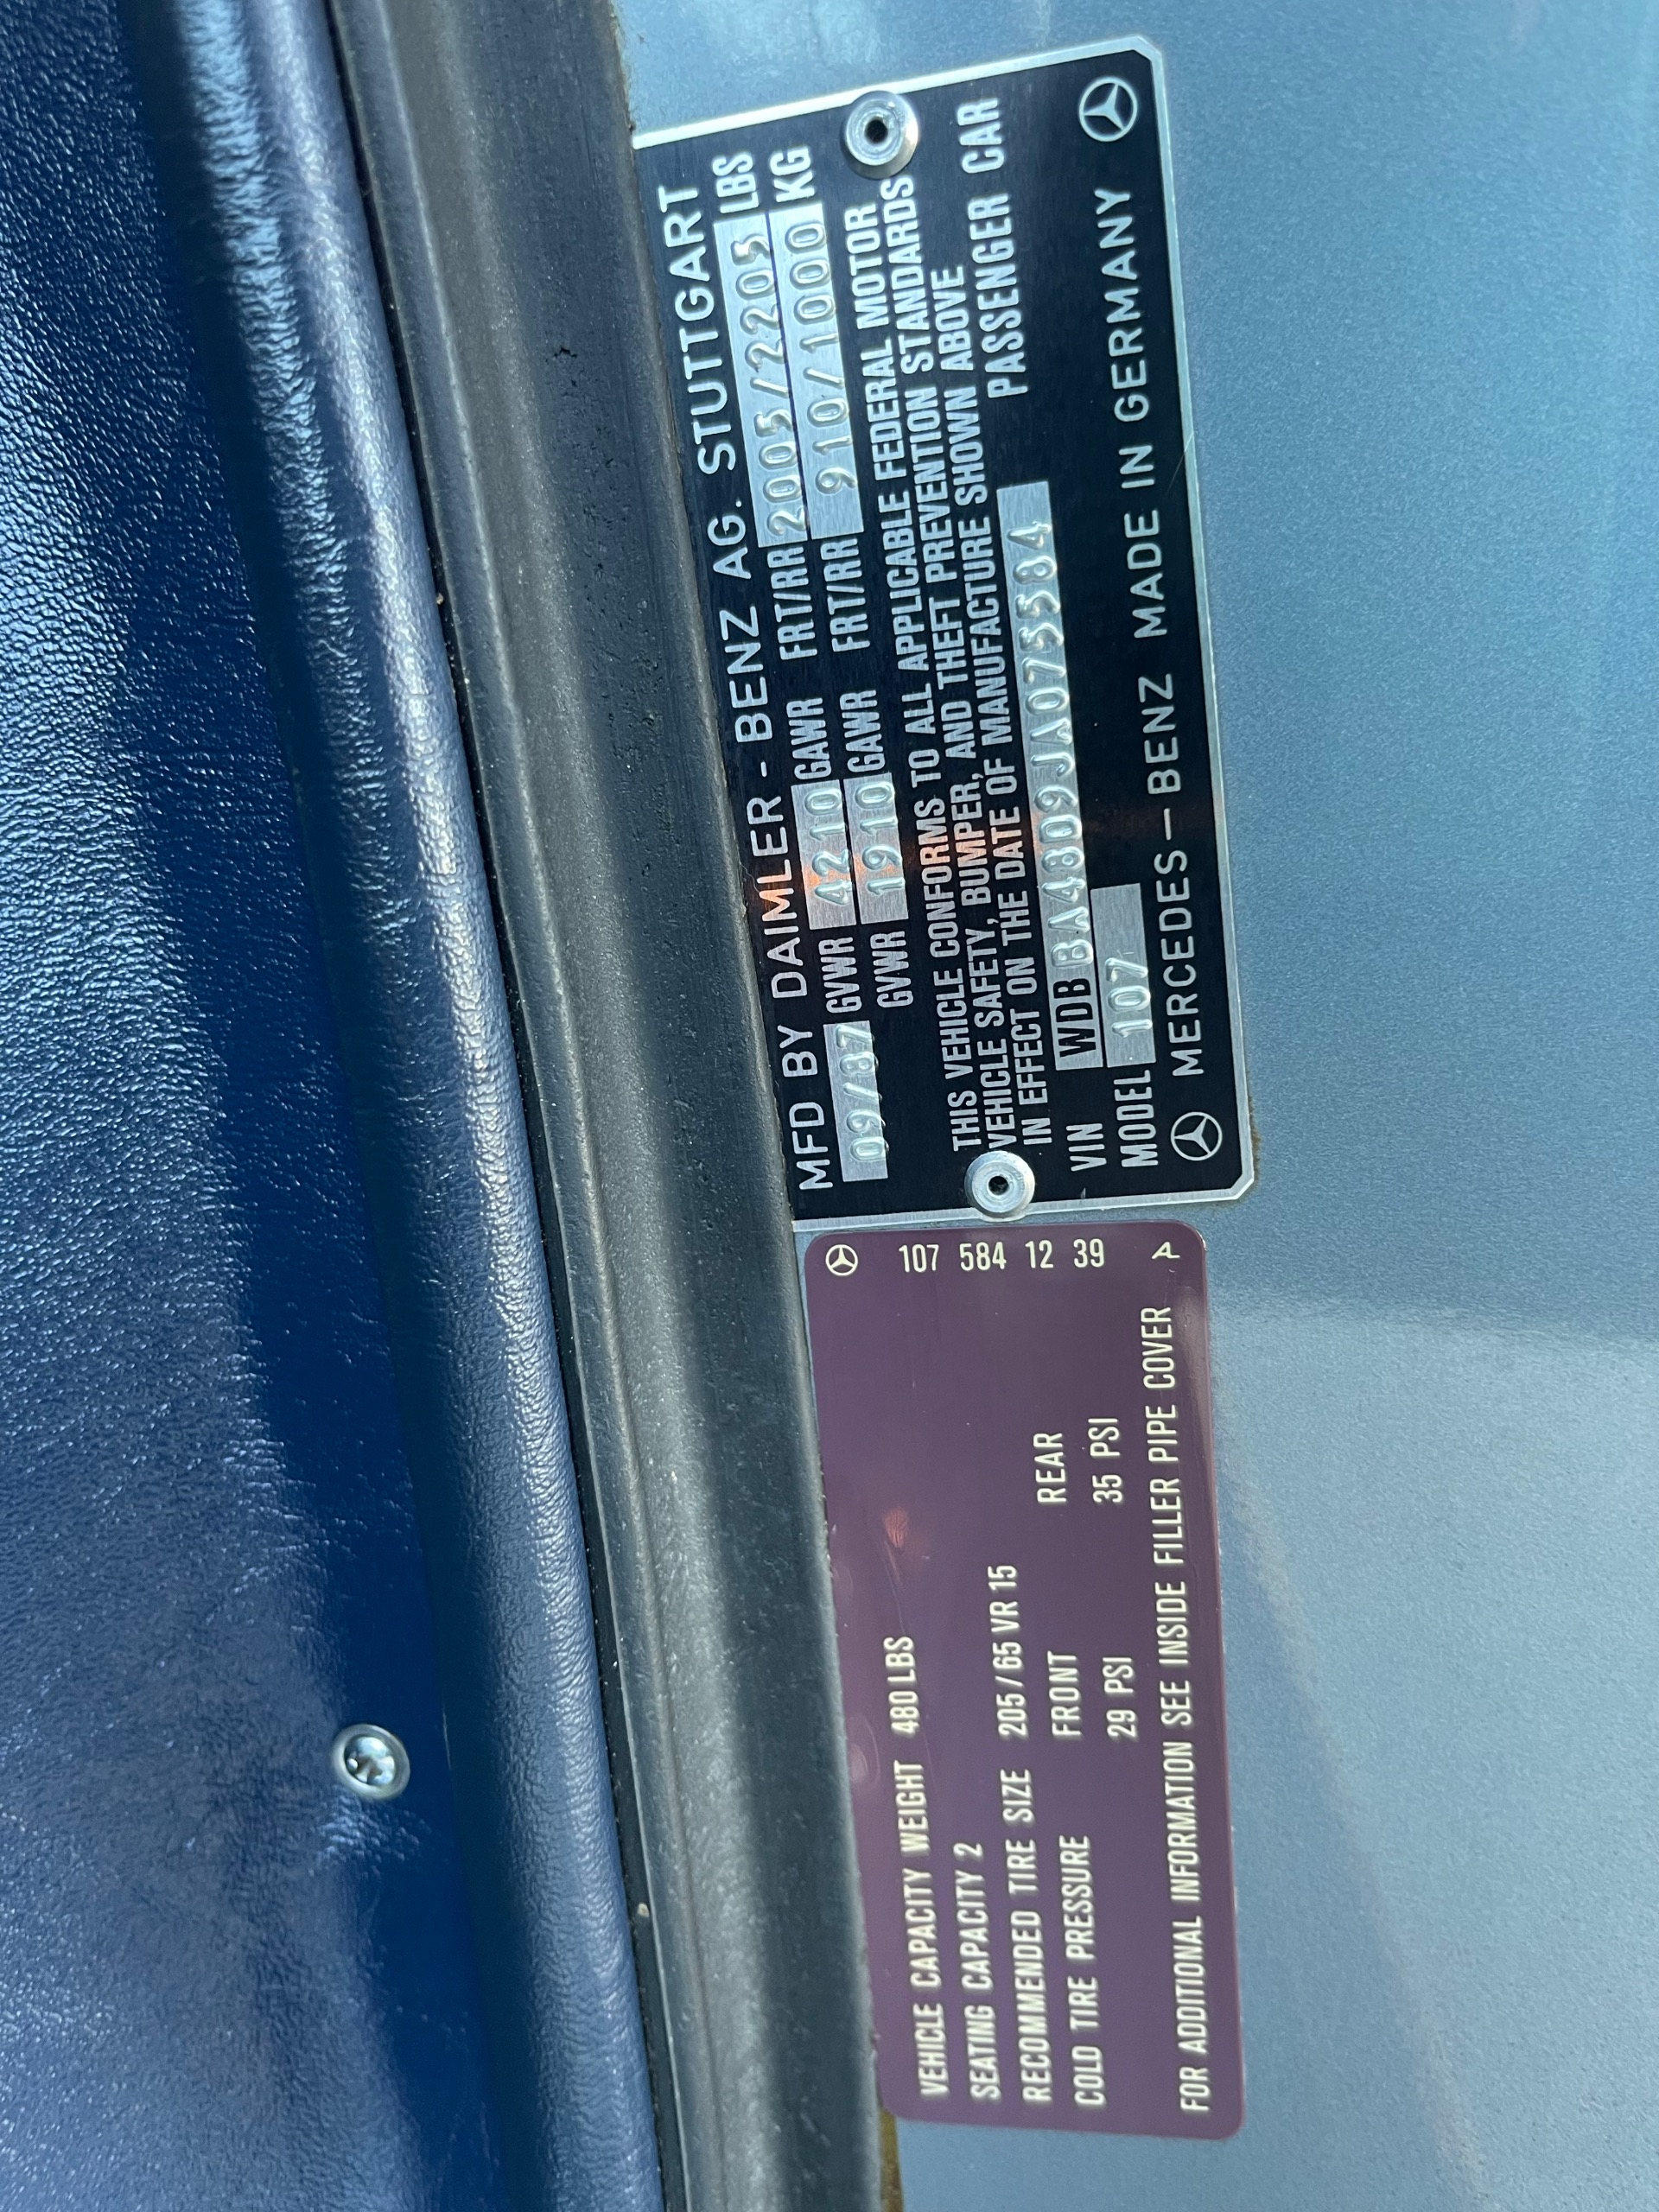 VEHICLE CAPACITY WEIGHT 480 LBS
SEATING CAPACITY 2
RECOMMENDED TIRE SIZE 205/65 VR 15
COLD TIRE PRESSURE FRONT REAR
29 PSI 35 PSI
FOR ADDITIONAL INFORMATION SEE INSIDE FILLER PIPE COVER
107 584 12 39
MFD BY DAIMLER - BENZ AG. STUTTGART
09/87 GVWR 4210 GAWR FRT/RR 2005/2205 LBS
GVWR 1910 GAWR FRT/RR 910/1000 KG
THIS VEHICLE CONFORMS TO ALL APPLICABLE FEDERAL MOTOR
VEHICLE SAFETY, BUMPER, AND THEFT PREVENTION STANDARDS
IN EFFECT ON THE DATE OF MANUFACTURE SHOWN ABOVE
VIN WDB BA48D9JA075584 PASSENGER CAR
MODEL 107
MERCEDES – BENZ MADE IN GERMANY